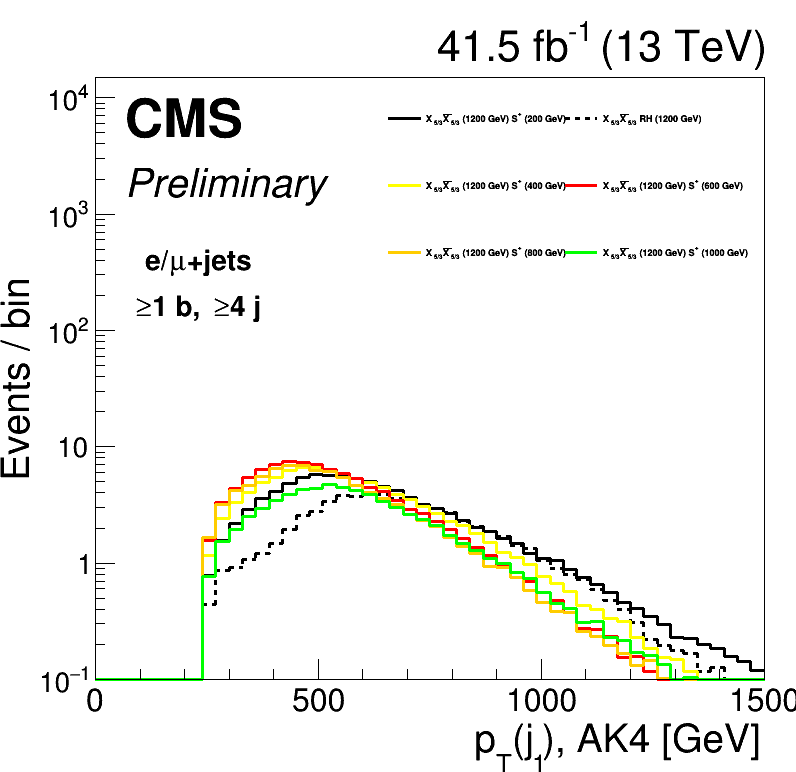 41.5 fb⁻¹ (13 TeV)
CMS
Preliminary
e/μ+jets
≥1 b, ≥4 j
X₅/₃X̅₅/₃ (1200 GeV) S⁺ (200 GeV)
X₅/₃X̅₅/₃ RH (1200 GeV)
X₅/₃X̅₅/₃ (1200 GeV) S⁺ (400 GeV)
X₅/₃X̅₅/₃ (1200 GeV) S⁺ (600 GeV)
X₅/₃X̅₅/₃ (1200 GeV) S⁺ (800 GeV)
X₅/₃X̅₅/₃ (1200 GeV) S⁺ (1000 GeV)
Events / bin
10⁴
10³
10²
10
1
10⁻¹
0 500 1000 1500
p_T(j₁), AK4 [GeV]